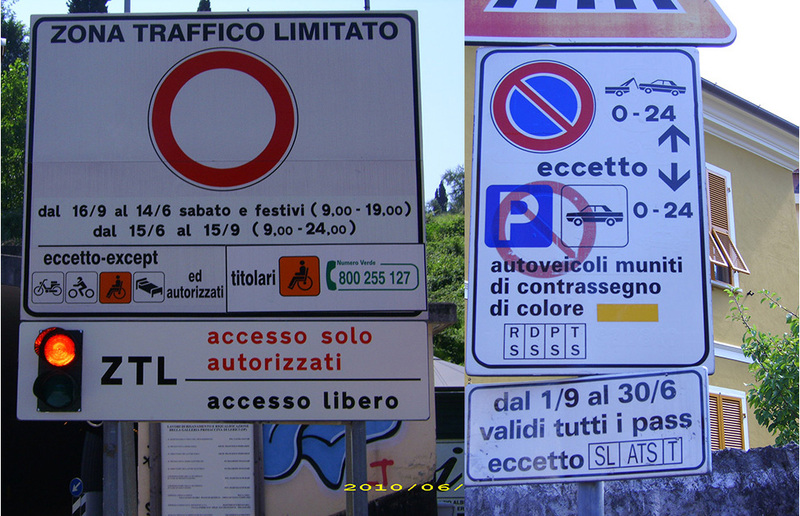 ZONA TRAFFICO LIMITATO
dal 16/9 al 14/6 sabato e festivi (9,00-19,00)
dal 15/6 al 15/9 (9,00-24,00)
eccetto-except
ed
autorizzati
titolari
Numero Verde
800 255 127
ZTL
accesso solo
autorizzati
accesso libero
2010/06/
0-24
eccetto
P
0-24
autoveicoli muniti
di contrassegno
di colore
R D P T
S S S S
dal 1/9 al 30/6
validi tutti i pass
eccetto SL ATS T